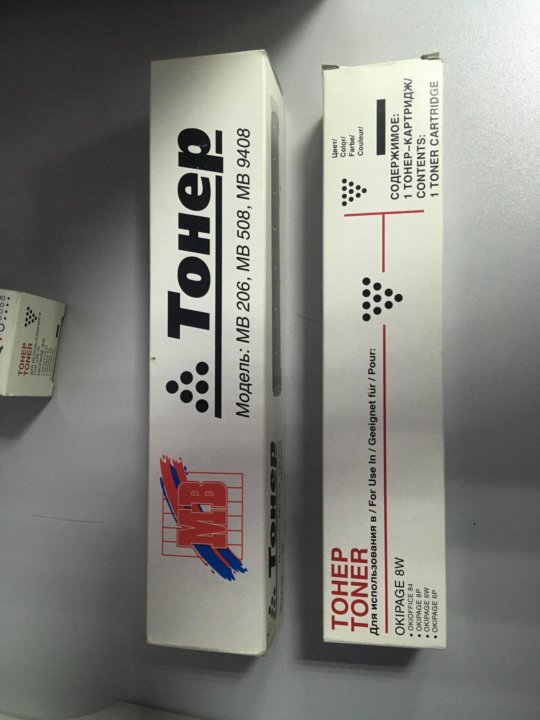 Тонер
Модель: MB 206, MB 508, MB 9408
MB
Тонер
ТОНЕР
TONER
Для использования в / For Use In / Geeignet für / Pour:
OKIPAGE 8W
• OKIOFFICE 84
• OKIPAGE 8P
• OKIPAGE 6W
• OKIPAGE 6P
Цвет/
Color/
Farbe/
Couleur/
СОДЕРЖИМОЕ:
1 ТОНЕР-КАРТРИДЖ/
CONTENTS:
1 TONER CARTRIDGE
ТОНЕР
TONER